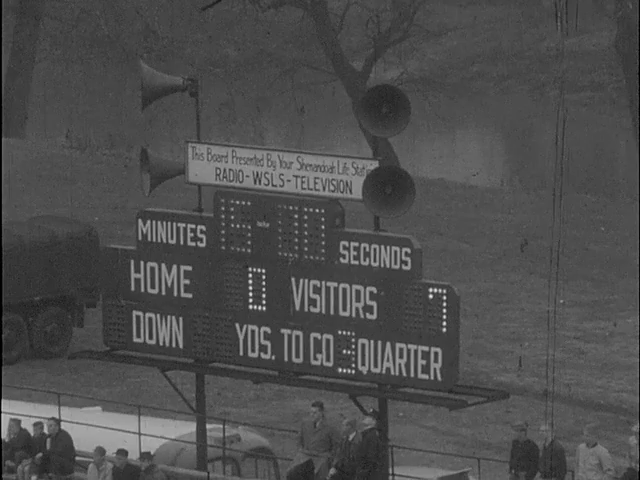 This Board Presented By Your Shenandoah Life Station
RADIO-WSLS-TELEVISION
MINUTES SECONDS
HOME 0 VISITORS 7
DOWN YDS. TO GO 3 QUARTER